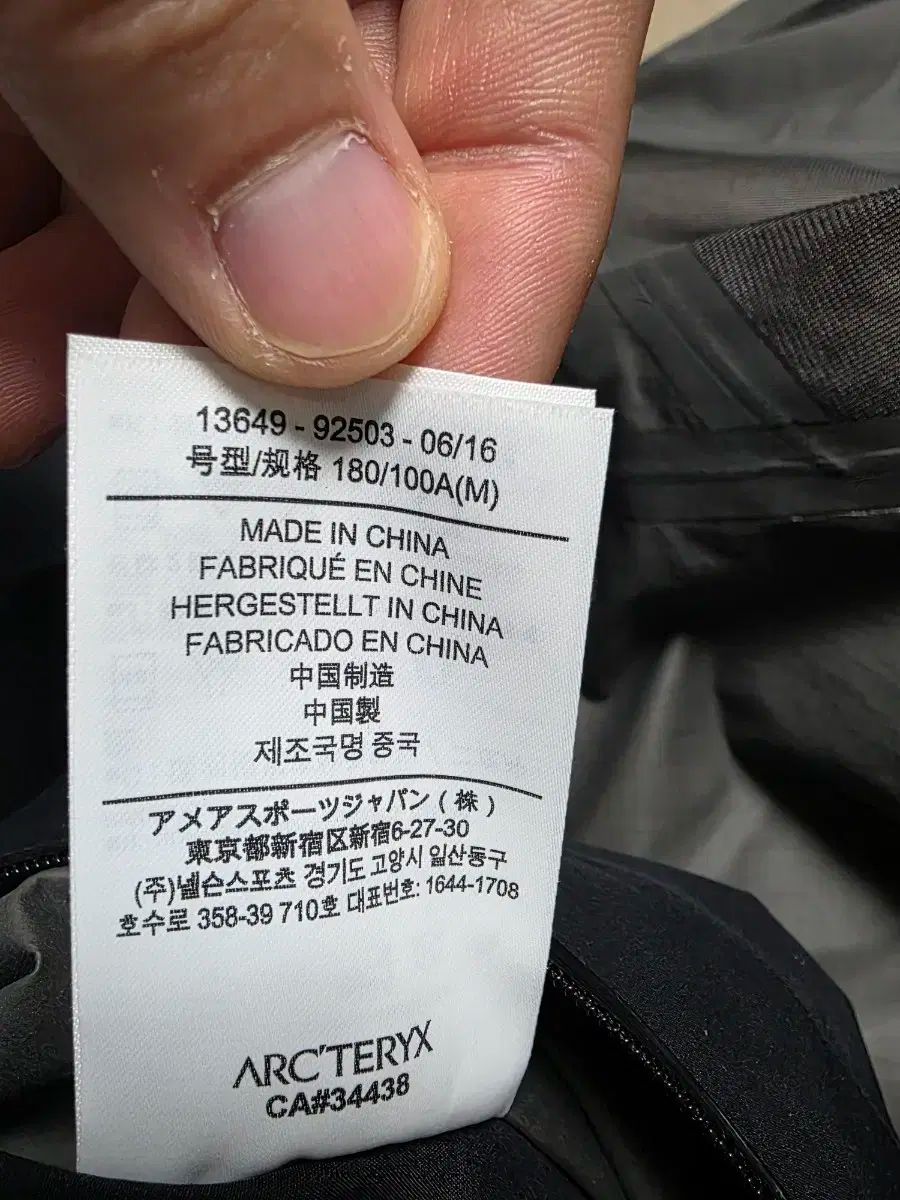 13649 - 92503 - 06/16
号型/规格 180/100A(M)
MADE IN CHINA
FABRIQUÉ EN CHINE
HERGESTELLT IN CHINA
FABRICADO EN CHINA
中国制造
中国製
제조국명 중국
アメアスポーツジャパン ( 株 )
東京都新宿区新宿6-27-30
(주)넬슨스포츠 경기도 고양시 일산동구
호수로 358-39 710호 대표번호: 1644-1708
ARC'TERYX
CA#34438